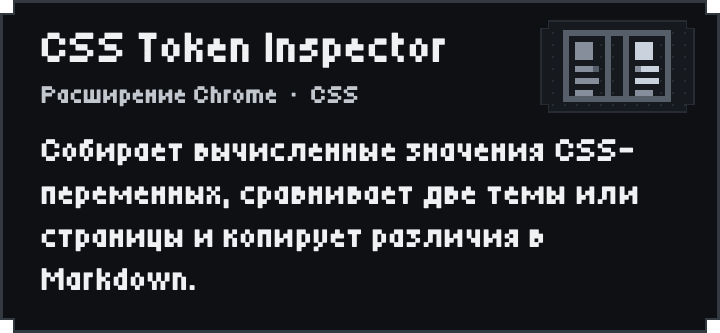 CSS Token Inspector
Расширение Chrome · CSS
Собирает вычисленные значения CSS-
переменных, сравнивает две темы или
страницы и копирует различия в
Markdown.